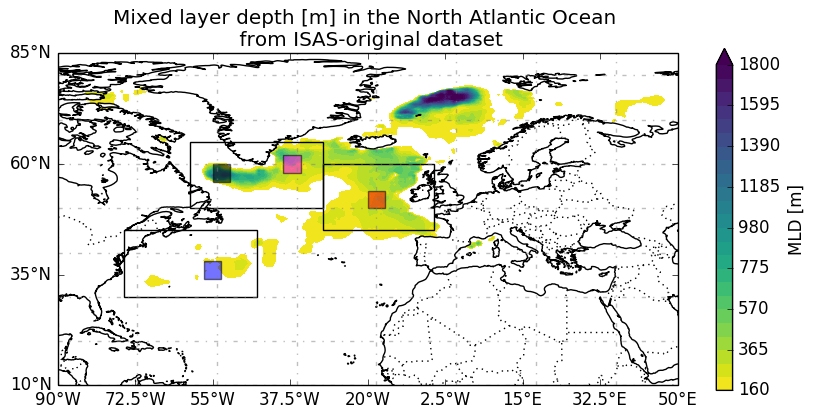 Mixed layer depth [m] in the North Atlantic Ocean
from ISAS-original dataset
85°N
60°N
35°N
10°N
90°W 72.5°W 55°W 37.5°W 20°W 2.5°W 15°E 32.5°E 50°E
1800
1595
1390
1185
980
775
570
365
160
MLD [m]